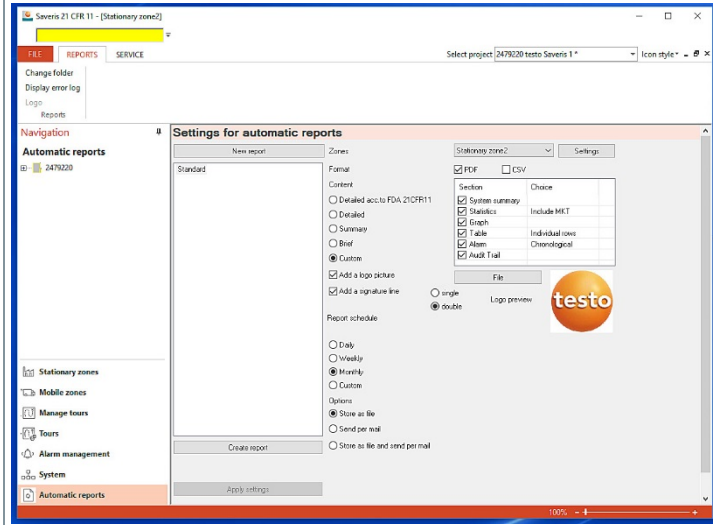 Saveris 21 CFR 11 - [Stationary zone2]
FILE REPORTS SERVICE
Select project 2479220 testo Saveris 1 * Icon style
Change folder
Display error log
Logo
Reports
Navigation
Automatic reports
2479220
Stationary zones
Mobile zones
Manage tours
Tours
Alarm management
System
Automatic reports
Settings for automatic reports
New report
Standard
Create report
Apply settings
Zones Stationary zone2 Settings
Format PDF CSV
Content
Detailed acc.to FDA 21CFR11
Detailed
Summary
Brief
Custom
Section Choice
System summary
Statistics Include MKT
Graph
Table Individual rows
Alarm Chronological
Audit Trail
Add a logo picture File
Add a signature line single
double
Logo preview
testo
Report schedule
Daily
Weekly
Monthly
Custom
Options
Store as file
Send per mail
Store as file and send per mail
100% - +